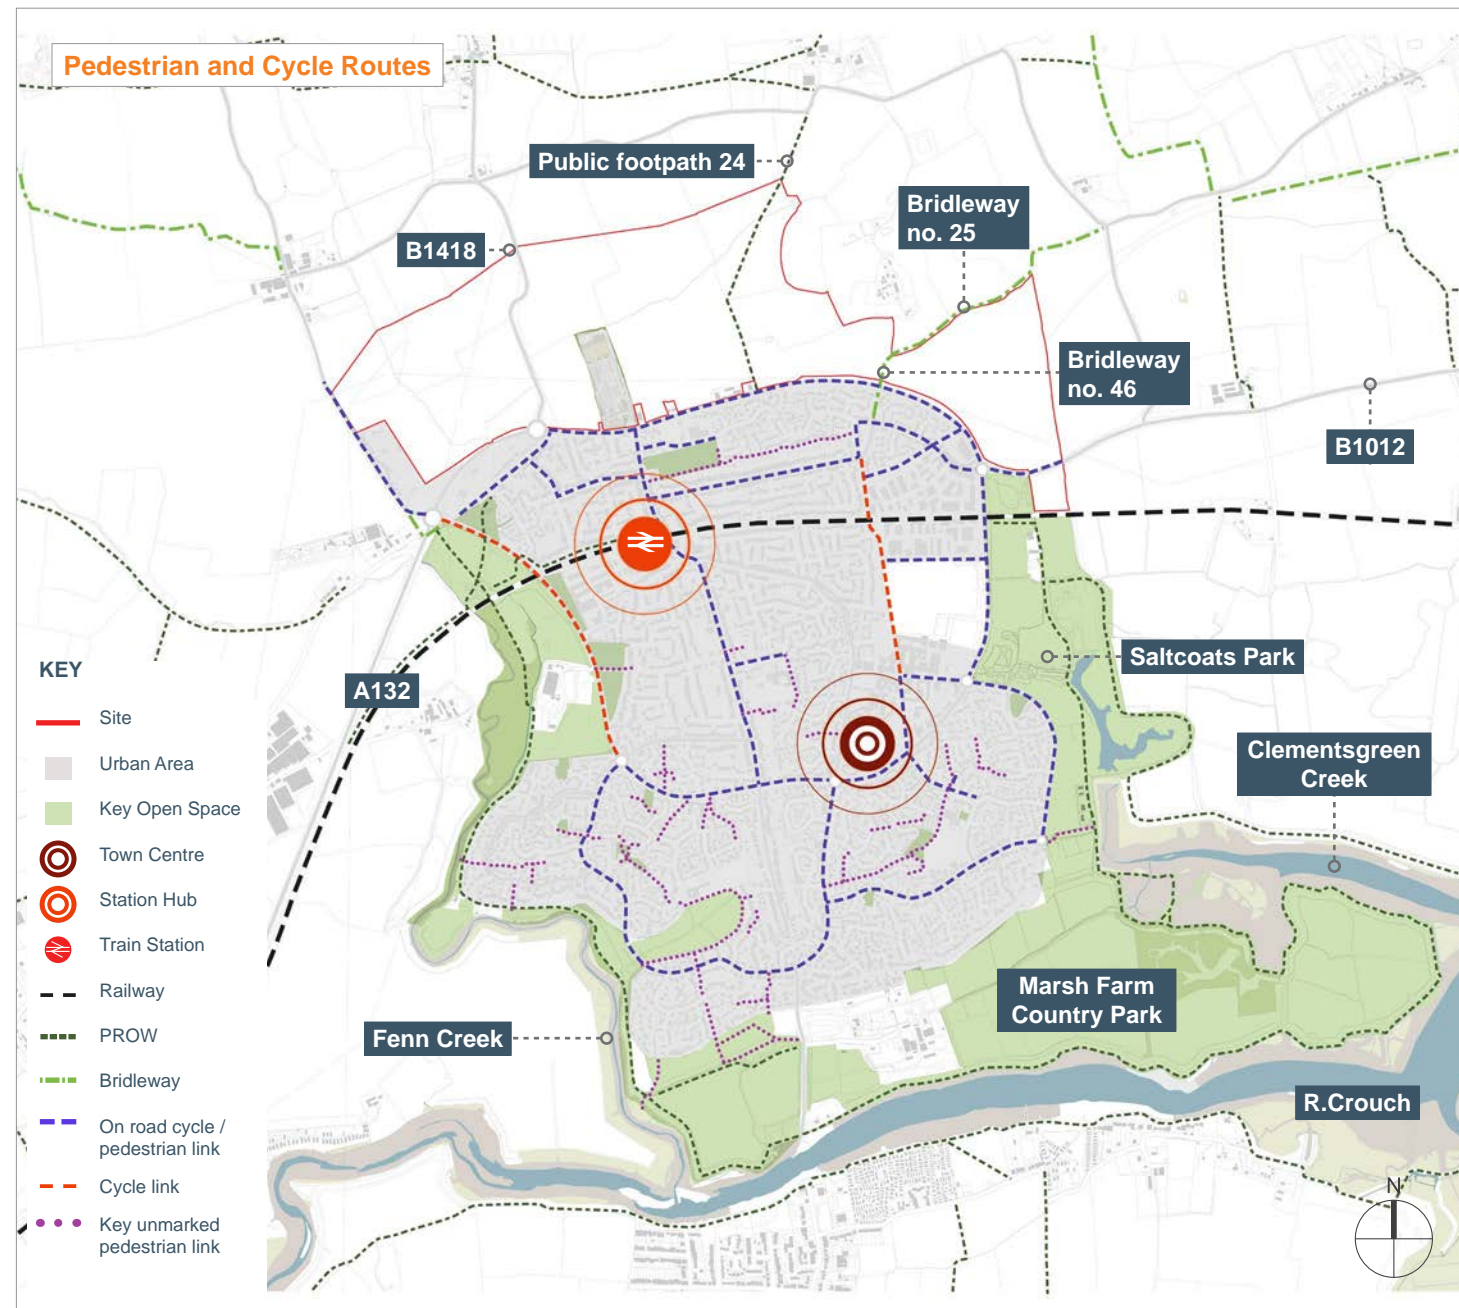 Pedestrian and Cycle Routes
Public footpath 24
Bridleway
no. 25
B1418
Bridleway
no. 46
B1012
KEY
Site
Urban Area
Key Open Space
Town Centre
Station Hub
Train Station
Railway
PROW
Bridleway
On road cycle /
pedestrian link
Cycle link
Key unmarked
pedestrian link
A132
Saltcoats Park
Clementsgreen
Creek
Marsh Farm
Country Park
Fenn Creek
R.Crouch
N